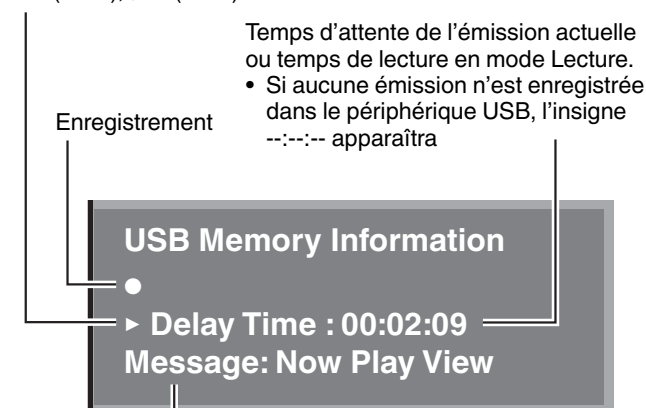 Temps d'attente de l'émission actuelle
ou temps de lecture en mode Lecture.
• Si aucune émission n'est enregistrée
dans le périphérique USB, l'insigne
--:--:-- apparaîtra
Enregistrement
USB Memory Information
●
► Delay Time : 00:02:09
Message: Now Play View